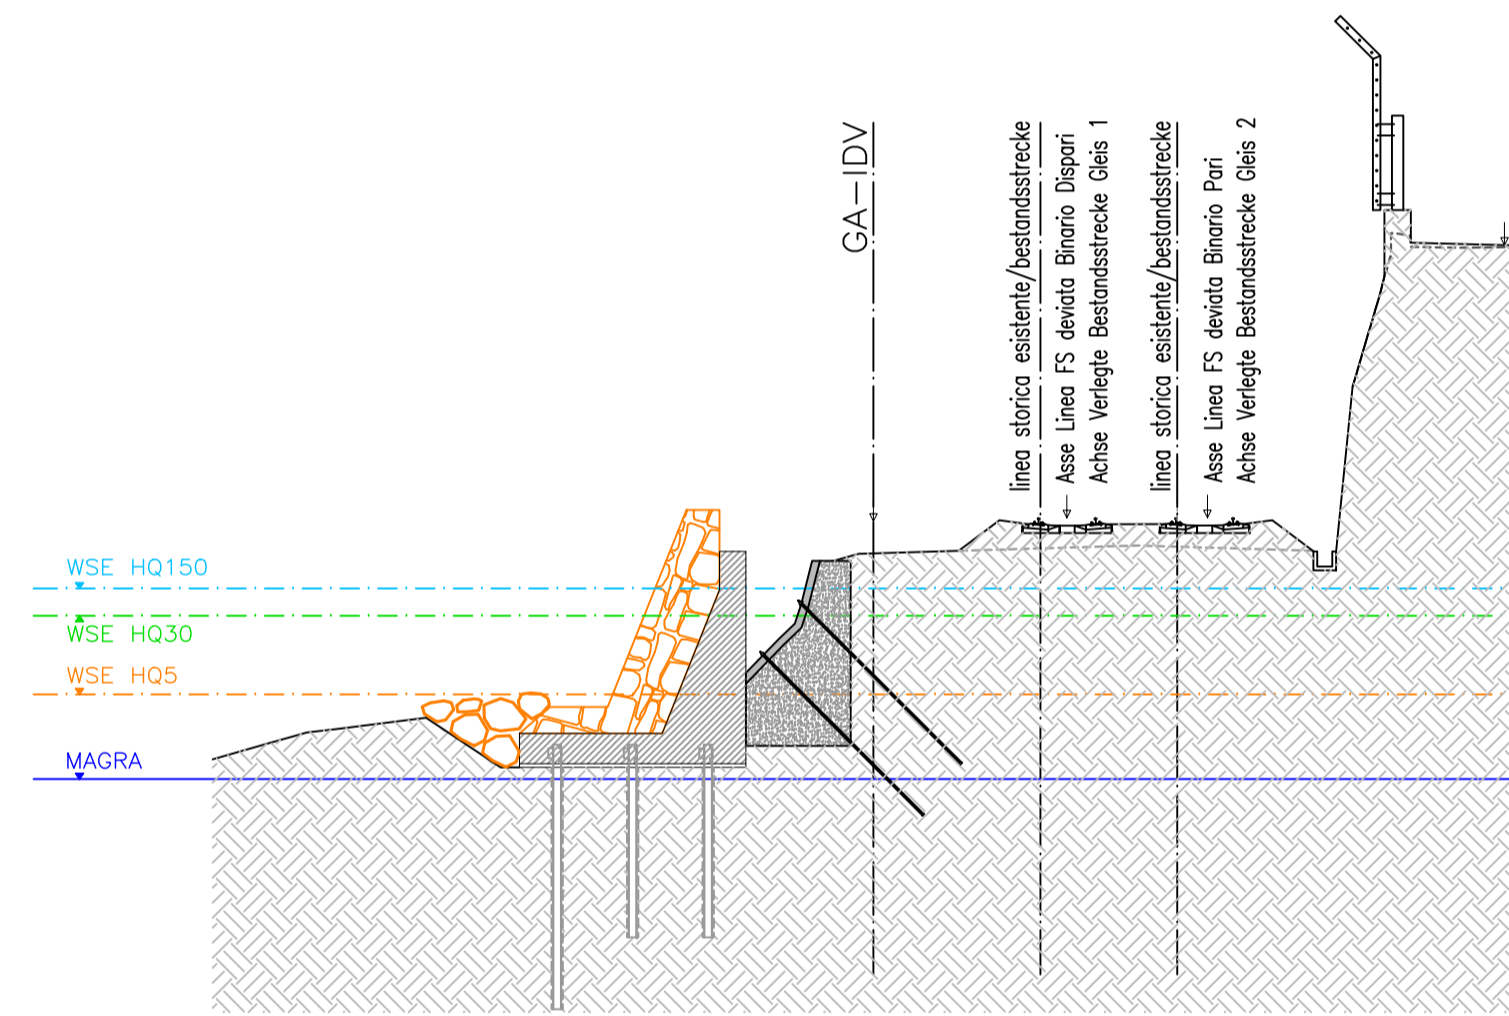 WSE HQ150
WSE HQ30
WSE HQ5
MAGRA
GA-IDV
linea storica esistente/bestandsstrecke
Asse Linea FS deviata Binario Dispari
Achse Verlegte Bestandsstrecke Gleis 1
linea storica esistente/bestandsstrecke
Asse Linea FS deviata Binario Pari
Achse Verlegte Bestandsstrecke Gleis 2